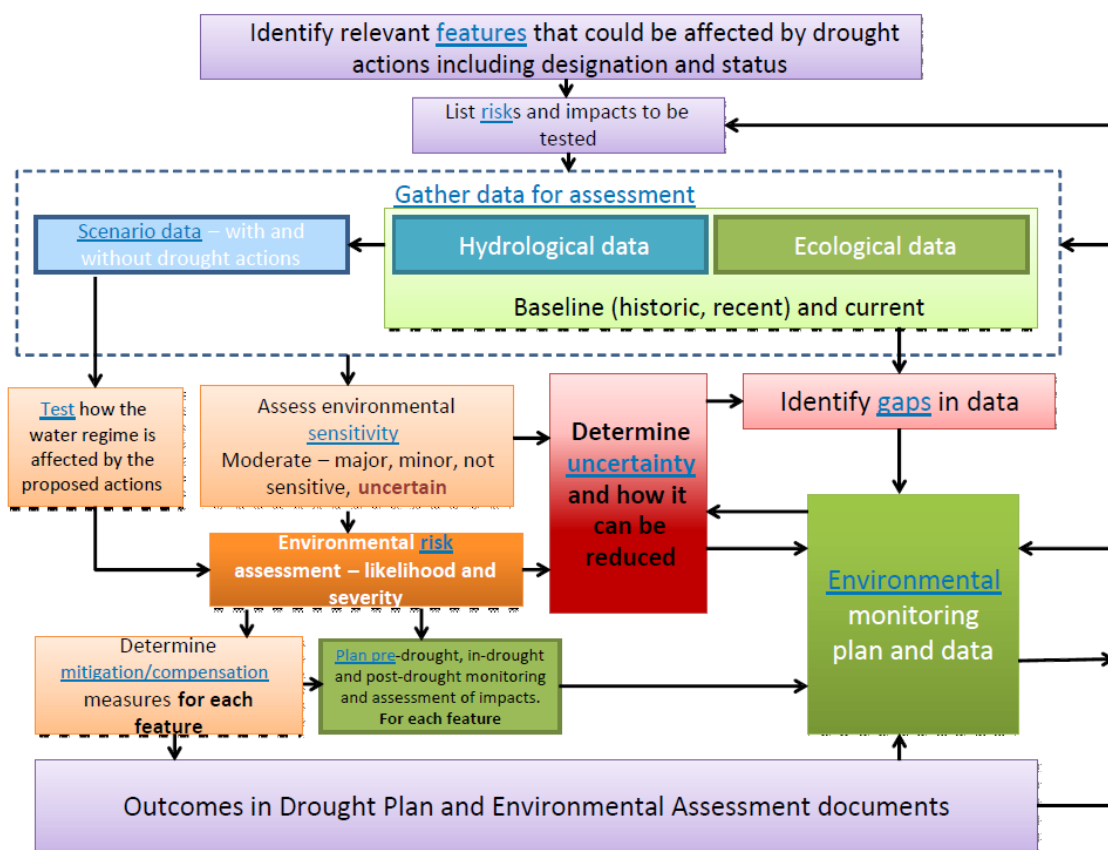 Identify relevant features that could be affected by drought
actions including designation and status
List risks and impacts to be
tested
Gather data for assessment
Scenario data – with and
without drought actions
Hydrological data
Ecological data
Baseline (historic, recent) and current
Test how the
water regime is
affected by the
proposed actions
Assess environmental
sensitivity
Moderate – major, minor, not
sensitive, uncertain
Determine
uncertainty
and how it
can be
reduced
Identify gaps in data
Environmental risk
assessment – likelihood and
severity
Environmental
monitoring
plan and data
Determine
mitigation/compensation
measures for each
feature
Plan pre-drought, in-drought
and post-drought monitoring
and assessment of impacts.
For each feature
Outcomes in Drought Plan and Environmental Assessment documents